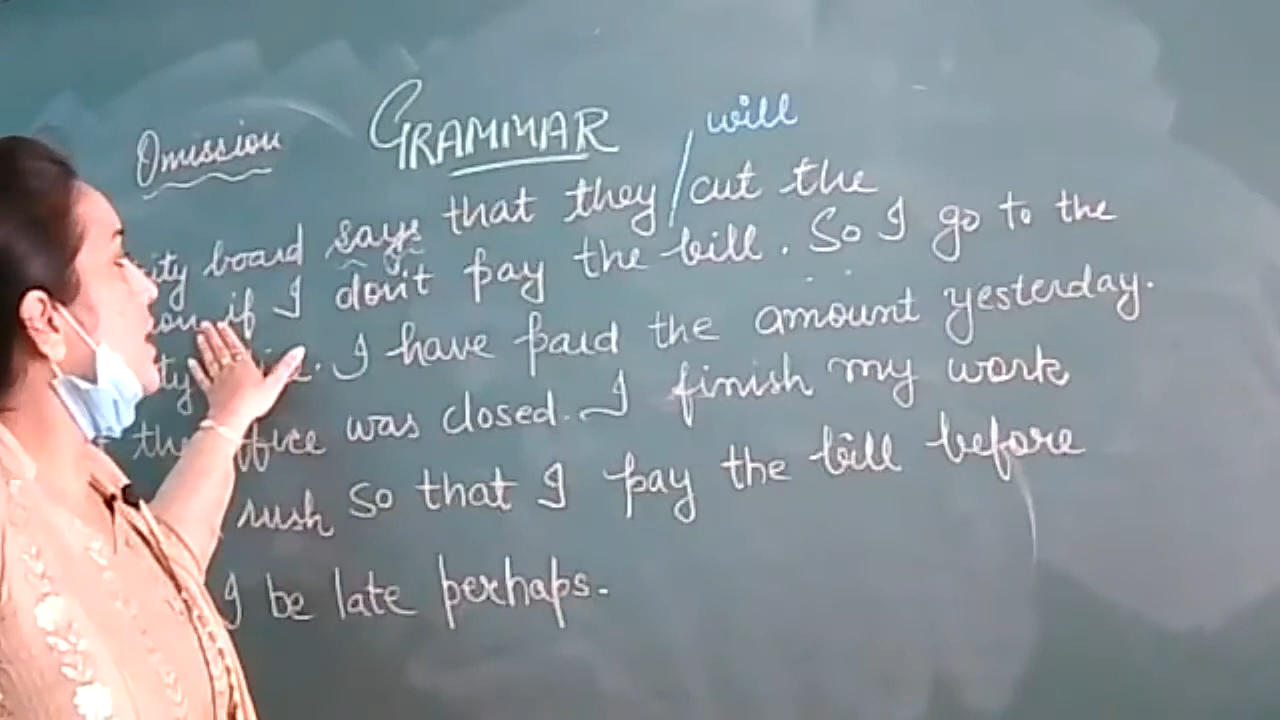 Omission GRAMMAR will
board says that they / cut the
if I don't pay the bill. So I go to the
I have paid the amount yesterday.
the office was closed. I finish my work
rush so that I pay the bill before
I be late perhaps.